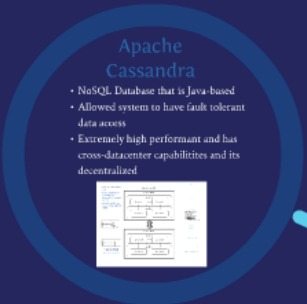 Apache
Cassandra
• NoSQL Database that is Java-based
• Allowed system to have fault tolerant
data access
• Extremely high performant and has
cross-datacenter capabilitites and its
decentralized